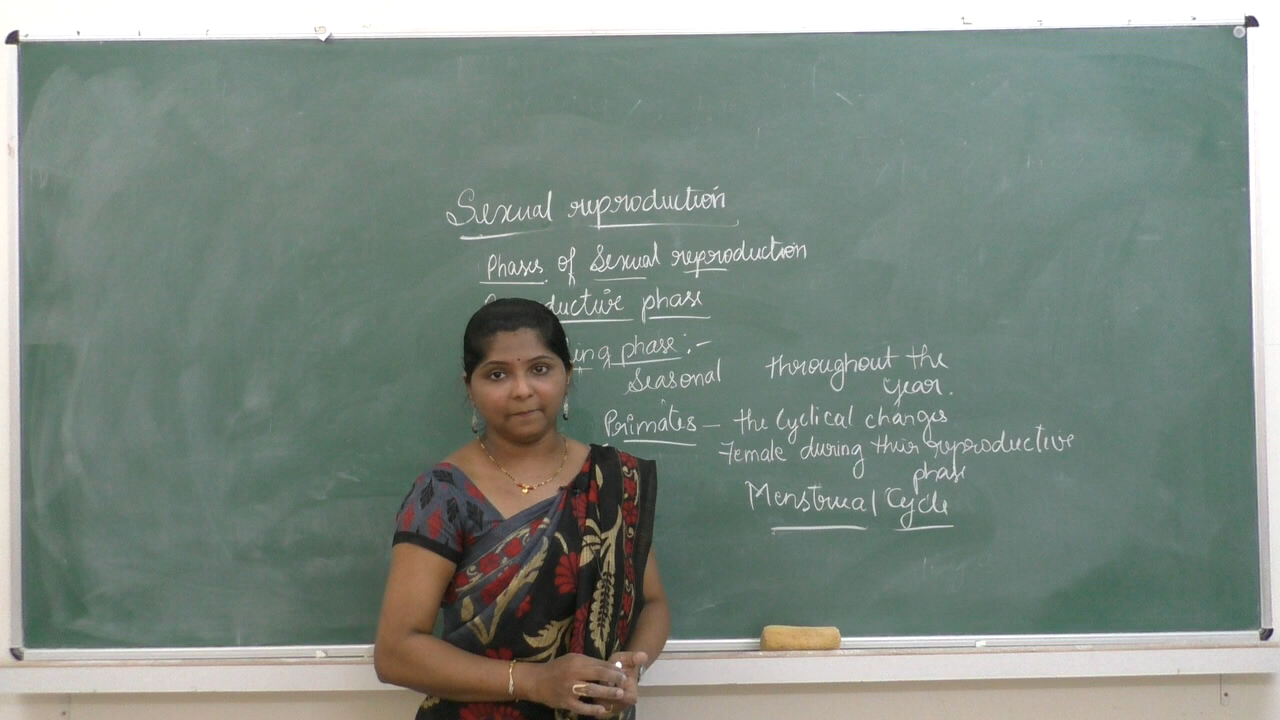 Sexual reproduction
Phases of Sexual reproduction
ductive phase
ing phase :-
Seasonal throughout the
year.
Primates – the Cyclical changes
Female during their reproductive
phase
Menstrual Cycle